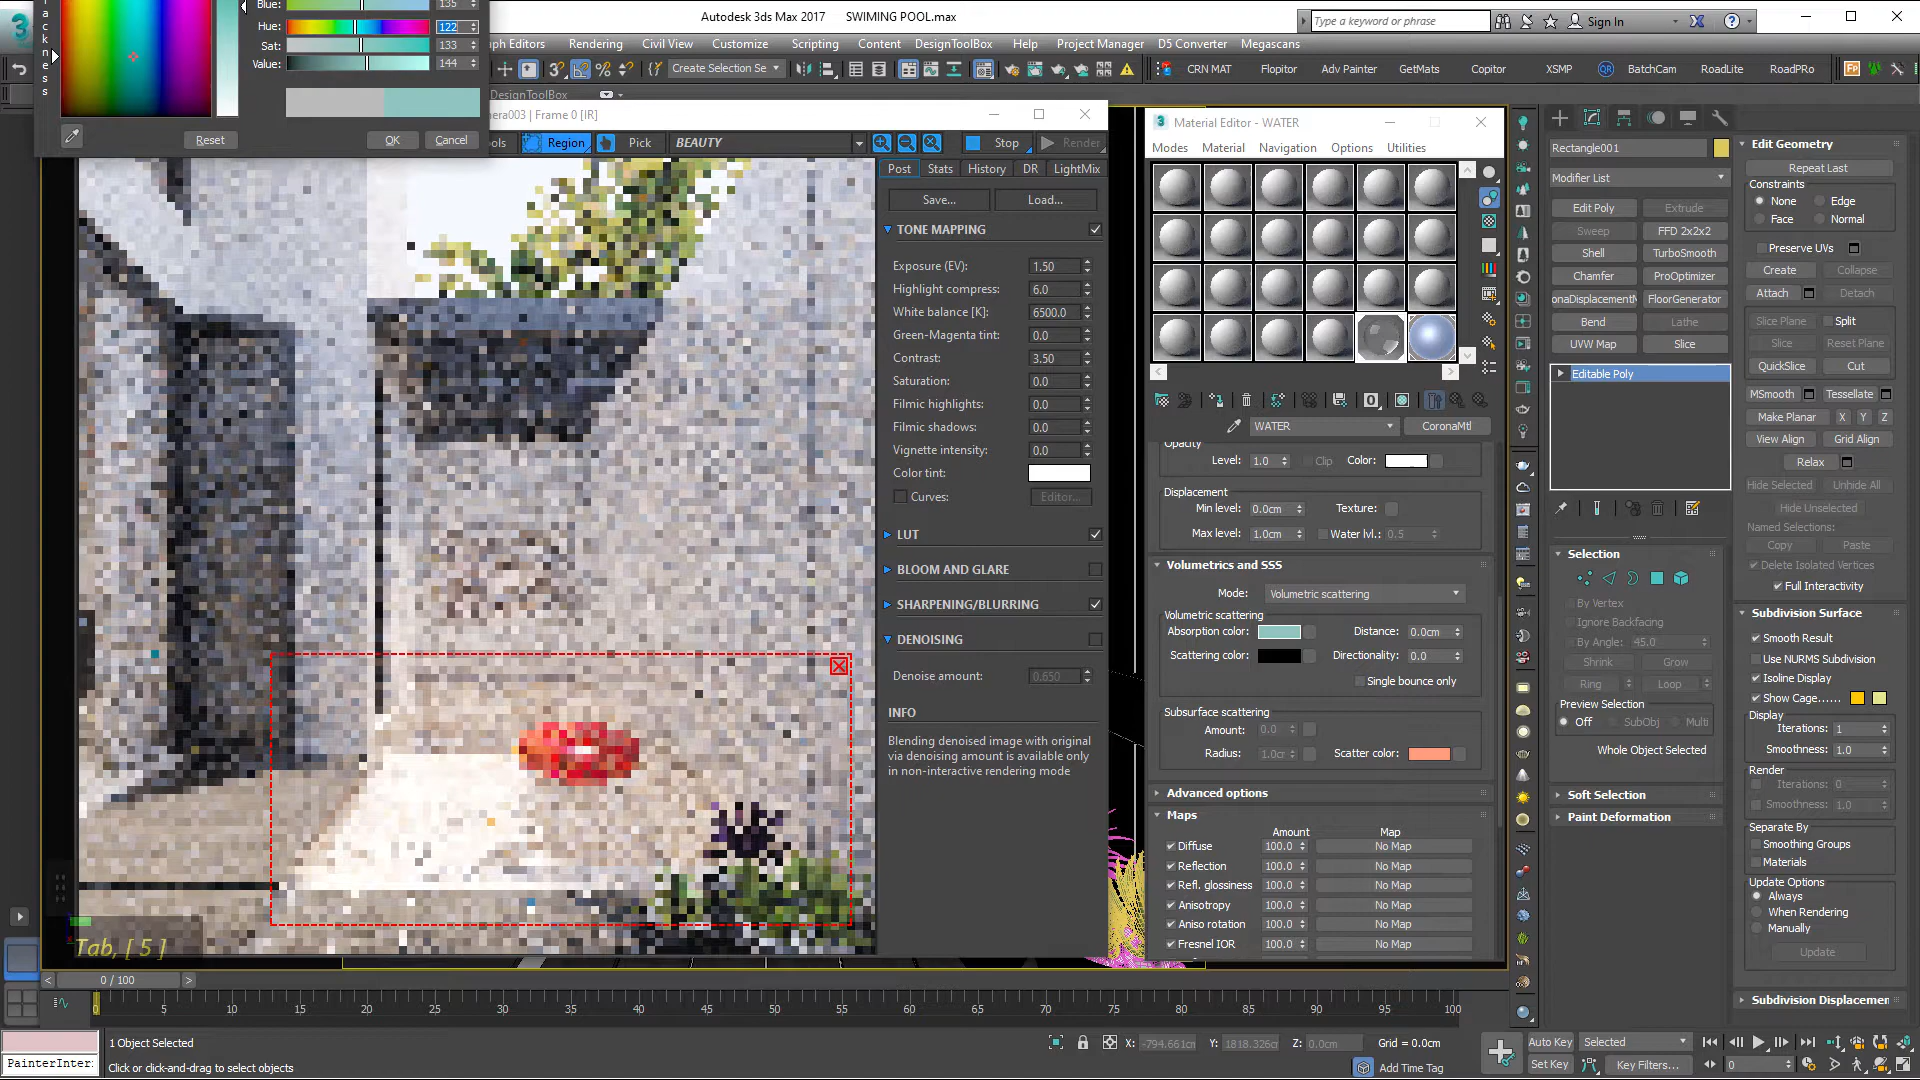 Autodesk 3ds Max 2017 SWIMING POOL.max
Type a keyword or phrase
Sign In
Blue: 135
Hue: 122
Sat: 133
Value: 144
Reset
OK
Cancel
ph Editors Rendering Civil View Customize Scripting Content DesignToolBox Help Project Manager D5 Converter Megascans
Create Selection Se
CRN MAT Flopitor Adv Painter GetMats Copitor XSMP BatchCam RoadLite RoadPRo
DesignToolBox
era003 | Frame 0 [IR]
ols Region Pick BEAUTY Stop Render
Post Stats History DR LightMix
Save... Load...
TONE MAPPING
Exposure (EV): 1.50
Highlight compress: 6.0
White balance [K]: 6500.0
Green-Magenta tint: 0.0
Contrast: 3.50
Saturation: 0.0
Filmic highlights: 0.0
Filmic shadows: 0.0
Vignette intensity: 0.0
Color tint:
Curves: Editor...
LUT
BLOOM AND GLARE
SHARPENING/BLURRING
DENOISING
Denoise amount: 0.650
INFO
Blending denoised image with original
via denoising amount is available only
in non-interactive rendering mode
Material Editor - WATER
Modes Material Navigation Options Utilities
WATER CoronaMtl
Opacity
Level: 1.0 Clip Color:
Displacement
Min level: 0.0cm Texture:
Max level: 1.0cm Water lvl.: 0.5
Volumetrics and SSS
Mode: Volumetric scattering
Volumetric scattering
Absorption color: Distance: 0.0cm
Scattering color: Directionality: 0.0
Single bounce only
Subsurface scattering
Amount: 0.0
Radius: 1.0cr Scatter color:
Advanced options
Maps
Amount Map
Diffuse 100.0 No Map
Reflection 100.0 No Map
Refl. glossiness 100.0 No Map
Anisotropy 100.0 No Map
Aniso rotation 100.0 No Map
Fresnel IOR 100.0 No Map
Rectangle001
Modifier List
Edit Poly Extrude
Sweep FFD 2x2x2
Shell TurboSmooth
Chamfer ProOptimizer
onaDisplacementM FloorGenerator
Bend Lathe
UVW Map Slice
Editable Poly
Selection
By Vertex
Ignore Backfacing
By Angle: 45.0
Shrink Grow
Ring Loop
Preview Selection
Off SubObj Multi
Whole Object Selected
Soft Selection
Paint Deformation
Edit Geometry
Repeat Last
Constraints
None Edge
Face Normal
Preserve UVs
Create Collapse
Attach Detach
Slice Plane Split
Slice Reset Plane
QuickSlice Cut
MSmooth Tessellate
Make Planar X Y Z
View Align Grid Align
Relax
Hide Selected Unhide All
Hide Unselected
Named Selections:
Copy Paste
Delete Isolated Vertices
Full Interactivity
Subdivision Surface
Smooth Result
Use NURMS Subdivision
Isoline Display
Show Cage......
Display
Iterations: 1
Smoothness: 1.0
Render
Iterations: 0
Smoothness: 1.0
Separate By
Smoothing Groups
Materials
Update Options
Always
When Rendering
Manually
Update
Subdivision Displacemen
Tab, [ 5 ]
0 / 100
0 5 10 15 20 25 30 35 40 45 50 55 60 65 70 75 80 85 90 95 100
1 Object Selected
PainterInter:
Click or click-and-drag to select objects
X: -794.661cm Y: 1818.326cm Z: 0.0cm Grid = 0.0cm
Add Time Tag
Auto Key Selected
Set Key Key Filters...
0